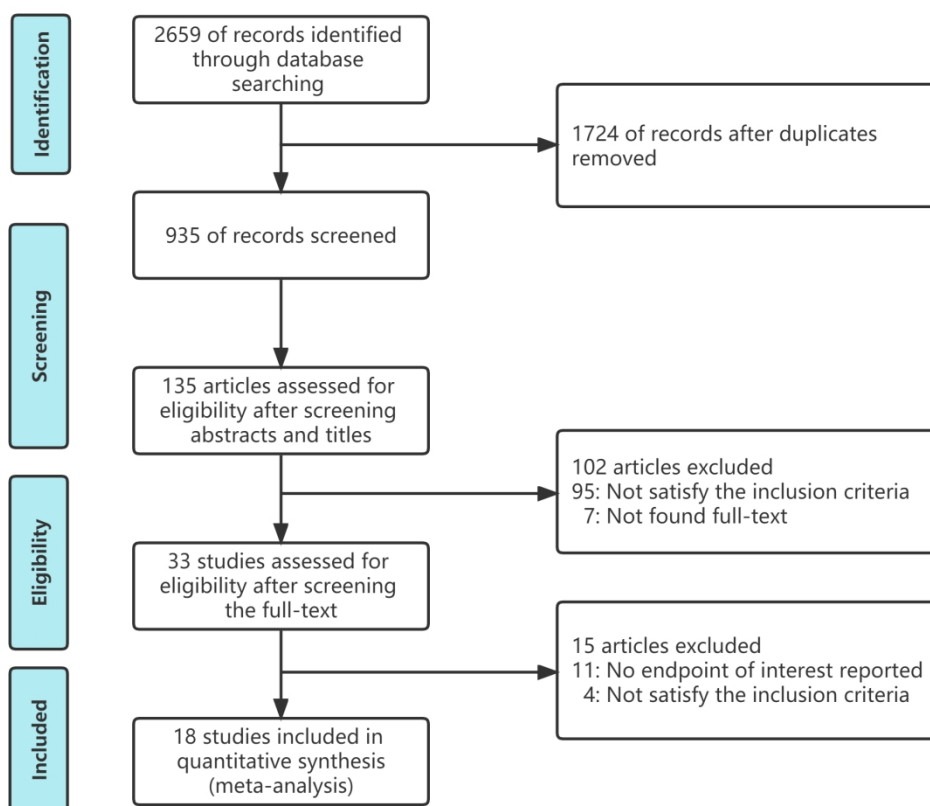 Identification
2659 of records identified
through database
searching
1724 of records after duplicates
removed
935 of records screened
Screening
135 articles assessed for
eligibility after screening
abstracts and titles
102 articles excluded
95: Not satisfy the inclusion criteria
7: Not found full-text
Eligibility
33 studies assessed for
eligibility after screening
the full-text
15 articles excluded
11: No endpoint of interest reported
4: Not satisfy the inclusion criteria
Included
18 studies included in
quantitative synthesis
(meta-analysis)